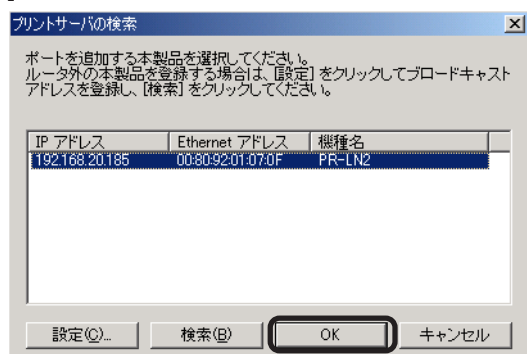 プリントサーバの検索
ポートを追加する本製品を選択してください。
ルータ外の本製品を登録する場合は、[設定] をクリックしてブロードキャスト
アドレスを登録し、[検索] をクリックしてください。
IP アドレス Ethernet アドレス 機種名
192.168.20.185 00:80:92:01:07:0F PR-LN2
設定(C)... 検索(B) OK キャンセル